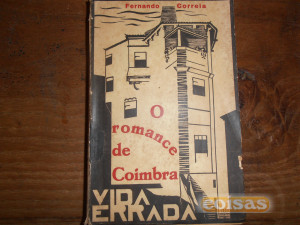 Fernando Correia
O
romance
de
Coimbra
VIDA
ERRADA
coisas